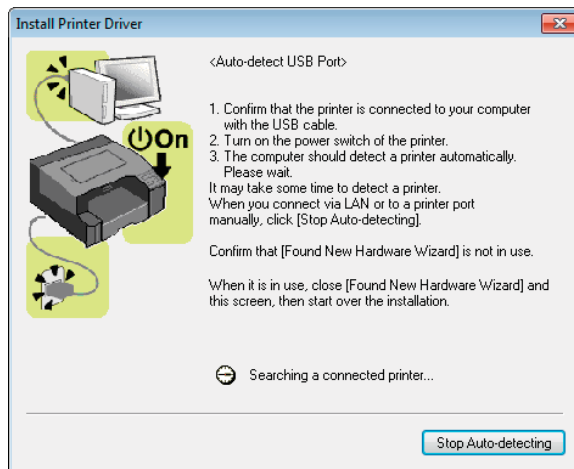 Install Printer Driver
<Auto-detect USB Port>
On
1. Confirm that the printer is connected to your computer
with the USB cable.
2. Turn on the power switch of the printer.
3. The computer should detect a printer automatically.
Please wait.
It may take some time to detect a printer.
When you connect via LAN or to a printer port
manually, click [Stop Auto-detecting].
Confirm that [Found New Hardware Wizard] is not in use.
When it is in use, close [Found New Hardware Wizard] and
this screen, then start over the installation.
Searching a connected printer...
Stop Auto-detecting